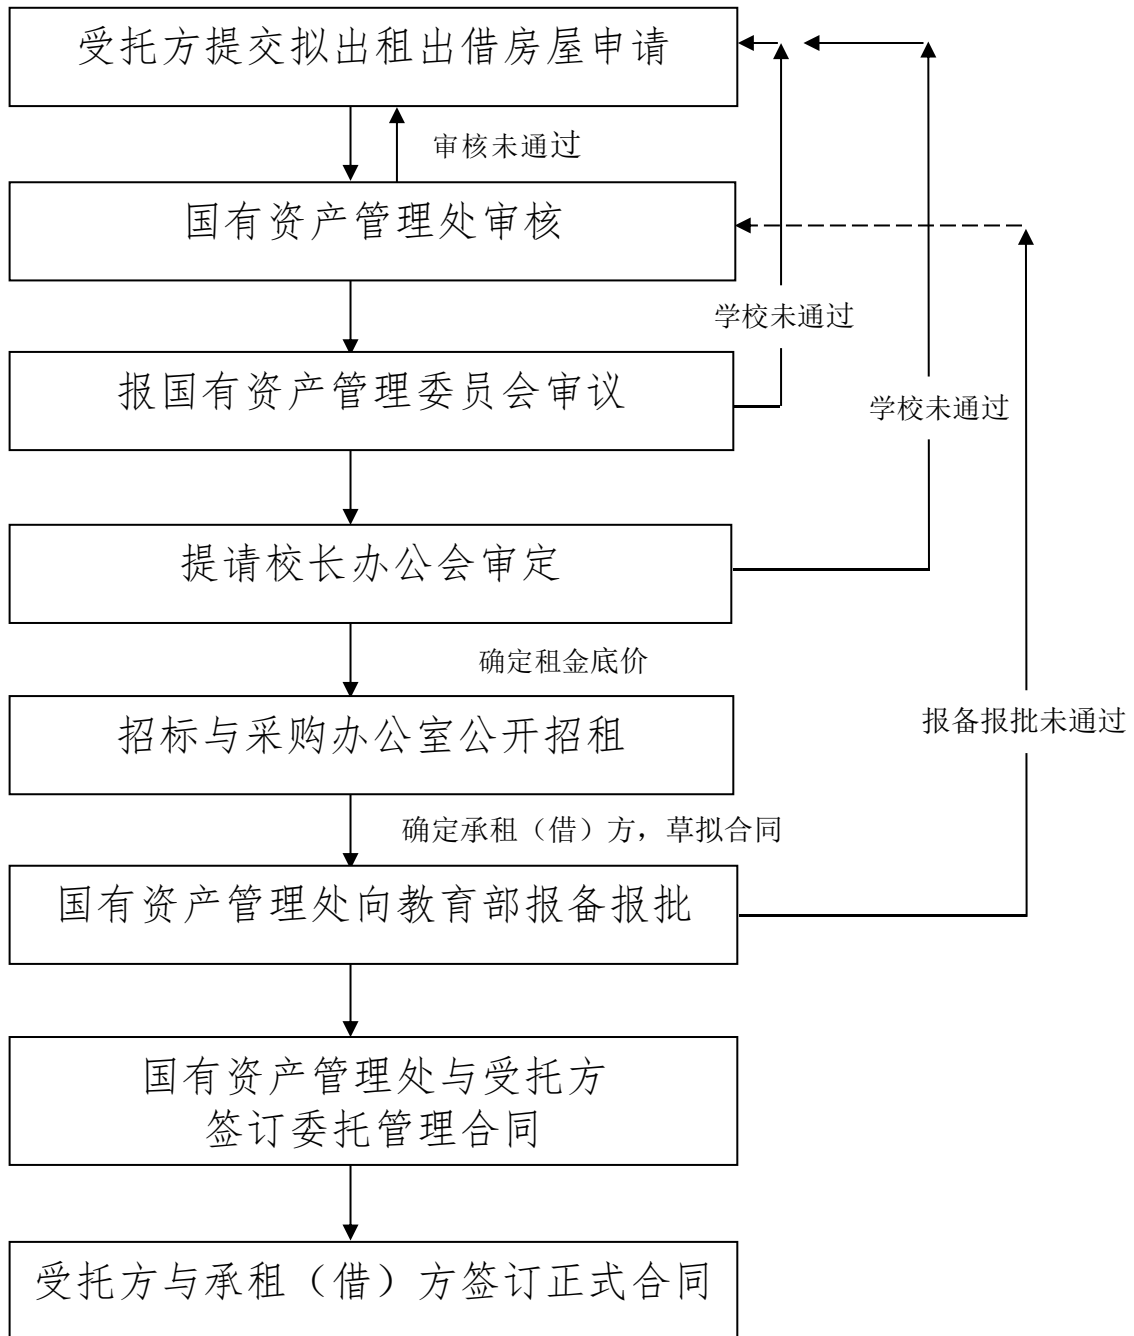 受托方提交拟出租出借房屋申请
审核未通过
国有资产管理处审核
学校未通过
报国有资产管理委员会审议
学校未通过
提请校长办公会审定
确定租金底价
招标与采购办公室公开招租
报备报批未通过
确定承租（借）方，草拟合同
国有资产管理处向教育部报备报批
国有资产管理处与受托方
签订委托管理合同
受托方与承租（借）方签订正式合同